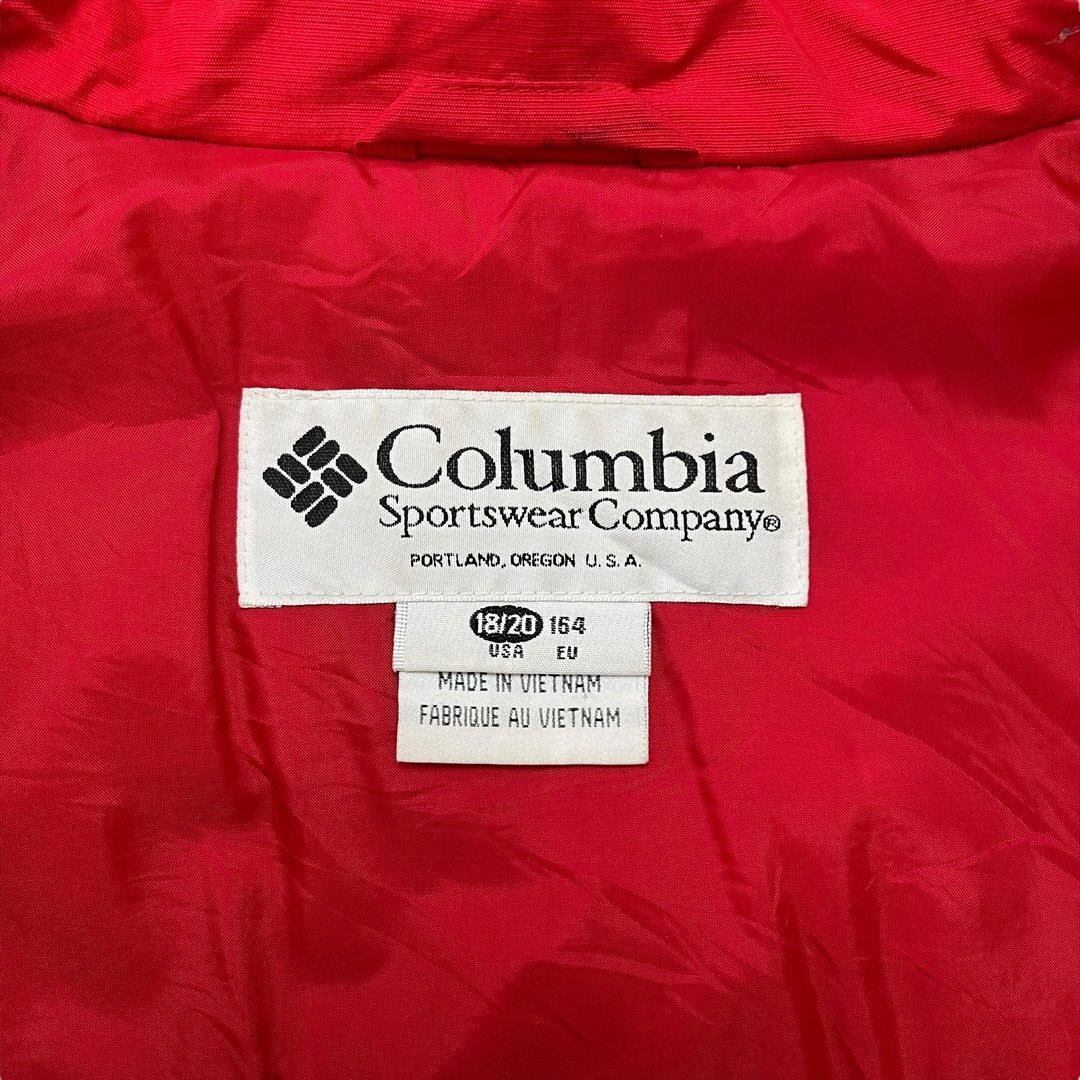 Columbia
Sportswear Company®
PORTLAND, OREGON U.S.A.
18/20 164
USA EU
MADE IN VIETNAM
FABRIQUE AU VIETNAM